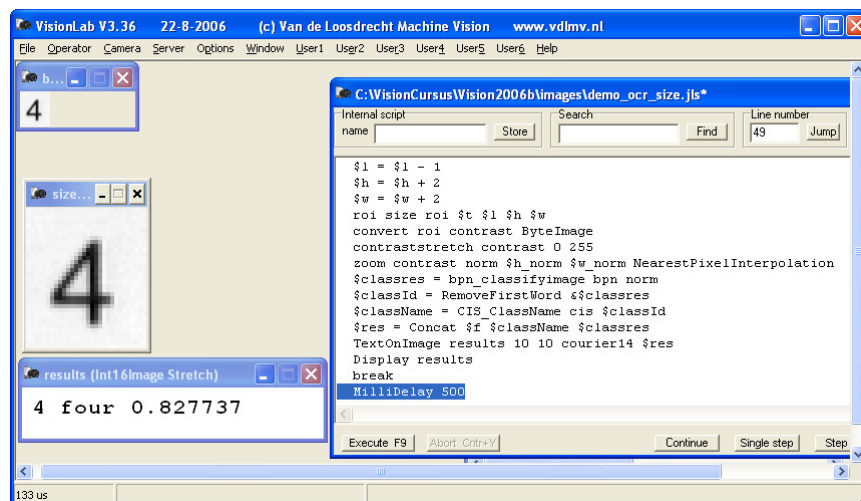 VisionLab V3.36 22-8-2006 (c) Van de Loosdrecht Machine Vision www.vdlmv.nl
File Operator Camera Server Options Window User1 User2 User3 User4 User5 User6 Help
b...
4
size...
4
results (Int16Image Stretch)
4 four 0.827737
C:\VisionCursus\Vision2006b\images\demo_ocr_size.jls*
Internal script
name
Store
Search
Find
Line number
49
Jump
$l = $l - 1
$h = $h + 2
$w = $w + 2
roi size roi $t $l $h $w
convert roi contrast ByteImage
contraststretch contrast 0 255
zoom contrast norm $h_norm $w_norm NearestPixelInterpolation
$classres = bpn_classifyimage bpn norm
$classId = RemoveFirstWord &$classres
$className = CIS_ClassName cis $classId
$res = Concat $f $className $classres
TextOnImage results 10 10 courier14 $res
Display results
break
MilliDelay 500
Execute F9
Abort Cntr+Y
Continue
Single step
Step
133 us